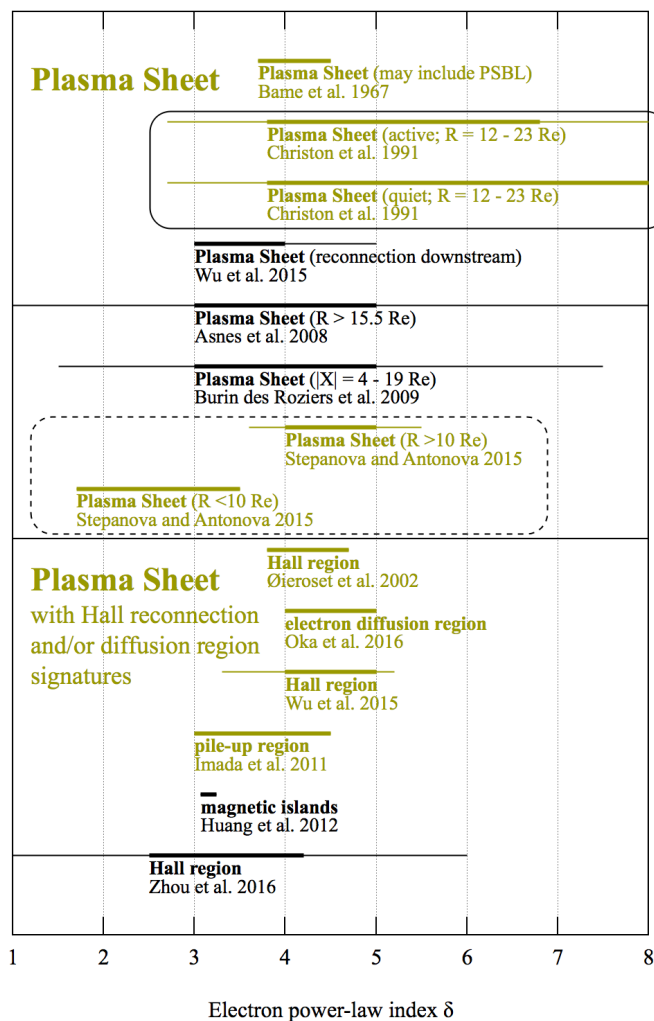 Plasma Sheet
Plasma Sheet (may include PSBL)
Bame et al. 1967
Plasma Sheet (active; R = 12 - 23 Re)
Christon et al. 1991
Plasma Sheet (quiet; R = 12 - 23 Re)
Christon et al. 1991
Plasma Sheet (reconnection downstream)
Wu et al. 2015
Plasma Sheet (R > 15.5 Re)
Asnes et al. 2008
Plasma Sheet (|X| = 4 - 19 Re)
Burin des Roziers et al. 2009
Plasma Sheet (R >10 Re)
Stepanova and Antonova 2015
Plasma Sheet (R <10 Re)
Stepanova and Antonova 2015
Plasma Sheet
with Hall reconnection
and/or diffusion region
signatures
Hall region
Øieroset et al. 2002
electron diffusion region
Oka et al. 2016
Hall region
Wu et al. 2015
pile-up region
Imada et al. 2011
magnetic islands
Huang et al. 2012
Hall region
Zhou et al. 2016
1 2 3 4 5 6 7 8
Electron power-law index δ